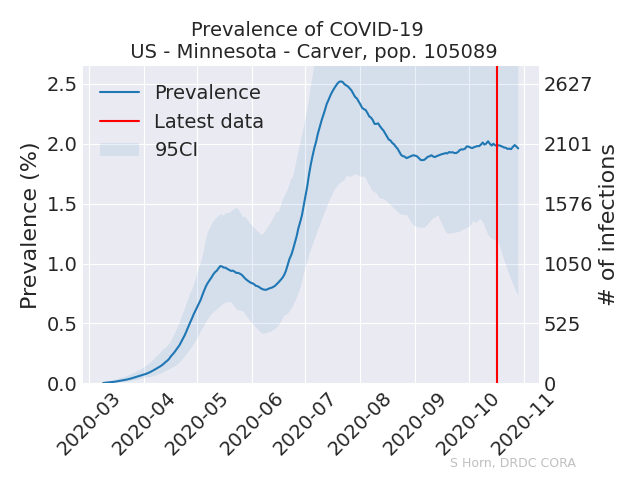 Prevalence of COVID-19
US - Minnesota - Carver, pop. 105089
Prevalence
Latest data
95CI
Prevalence (%)
2.5
2.0
1.5
1.0
0.5
0.0
# of infections
2627
2101
1576
1050
525
0
2020-03
2020-04
2020-05
2020-06
2020-07
2020-08
2020-09
2020-10
2020-11
S Horn, DRDC CORA